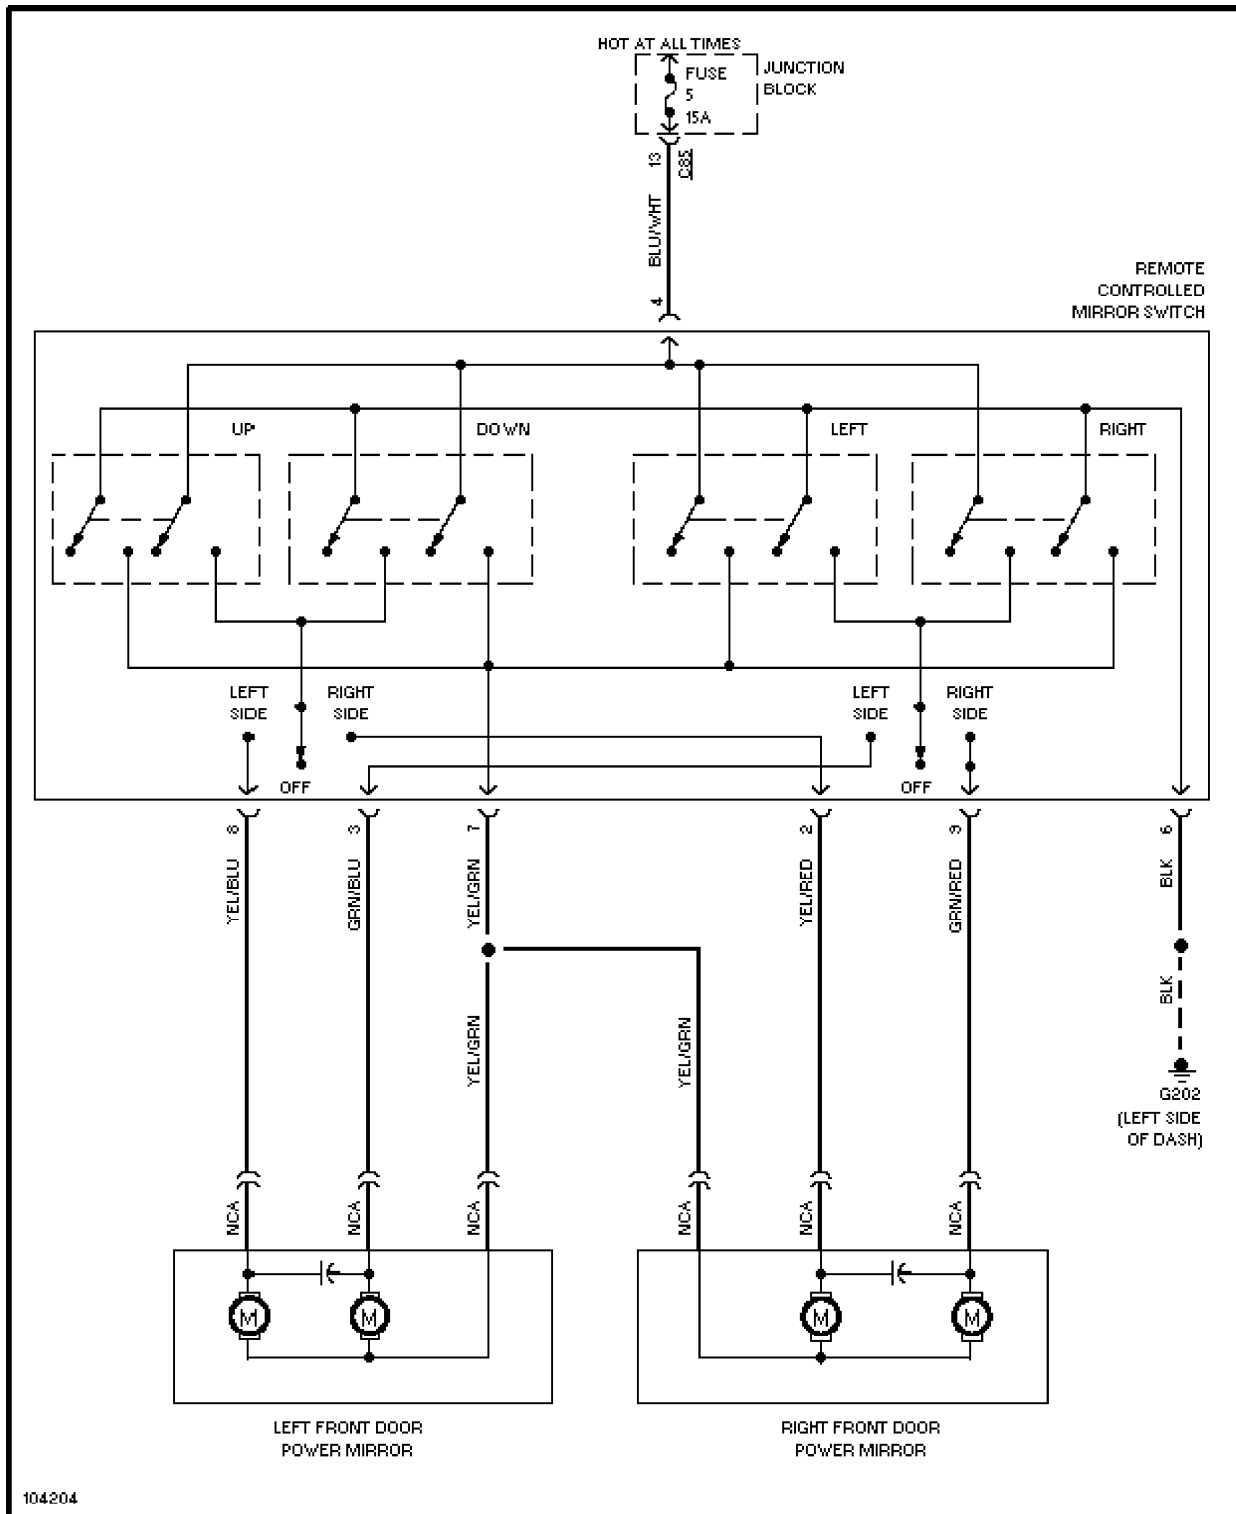 HOT AT ALL TIMES
FUSE
5
15A
JUNCTION
BLOCK
13
C85
BLU/WHT
4
REMOTE
CONTROLLED
MIRROR SWITCH
UP
DOWN
LEFT
RIGHT
LEFT
SIDE
RIGHT
SIDE
LEFT
SIDE
RIGHT
SIDE
OFF
OFF
8
3
7
2
9
6
YEL/BLU
GRN/BLU
YEL/GRN
YEL/RED
GRN/RED
BLK
BLK
YEL/GRN
YEL/GRN
G202
(LEFT SIDE
OF DASH)
NCA
NCA
NCA
NCA
NCA
NCA
M
M
M
M
LEFT FRONT DOOR
POWER MIRROR
RIGHT FRONT DOOR
POWER MIRROR
104204